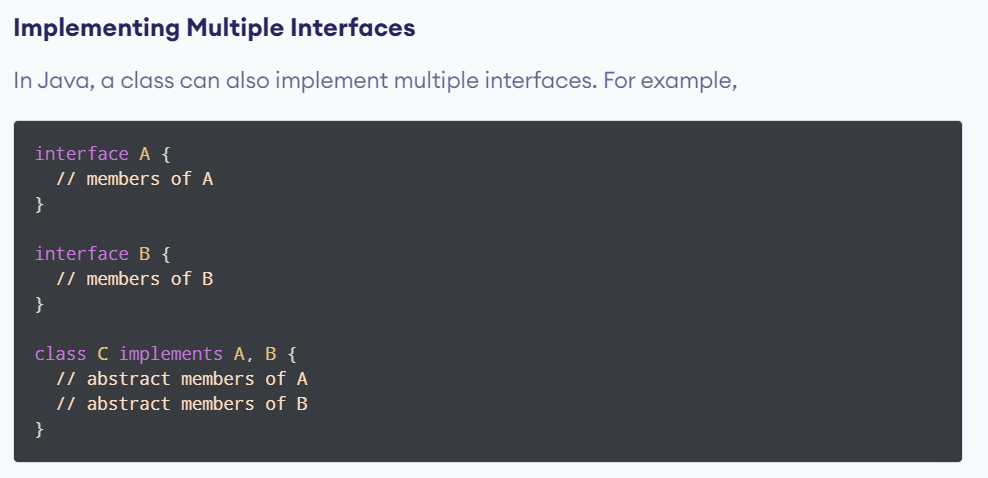 Implementing Multiple Interfaces
In Java, a class can also implement multiple interfaces. For example,
interface A {
  // members of A
}
interface B {
  // members of B
}
class C implements A, B {
  // abstract members of A
  // abstract members of B
}